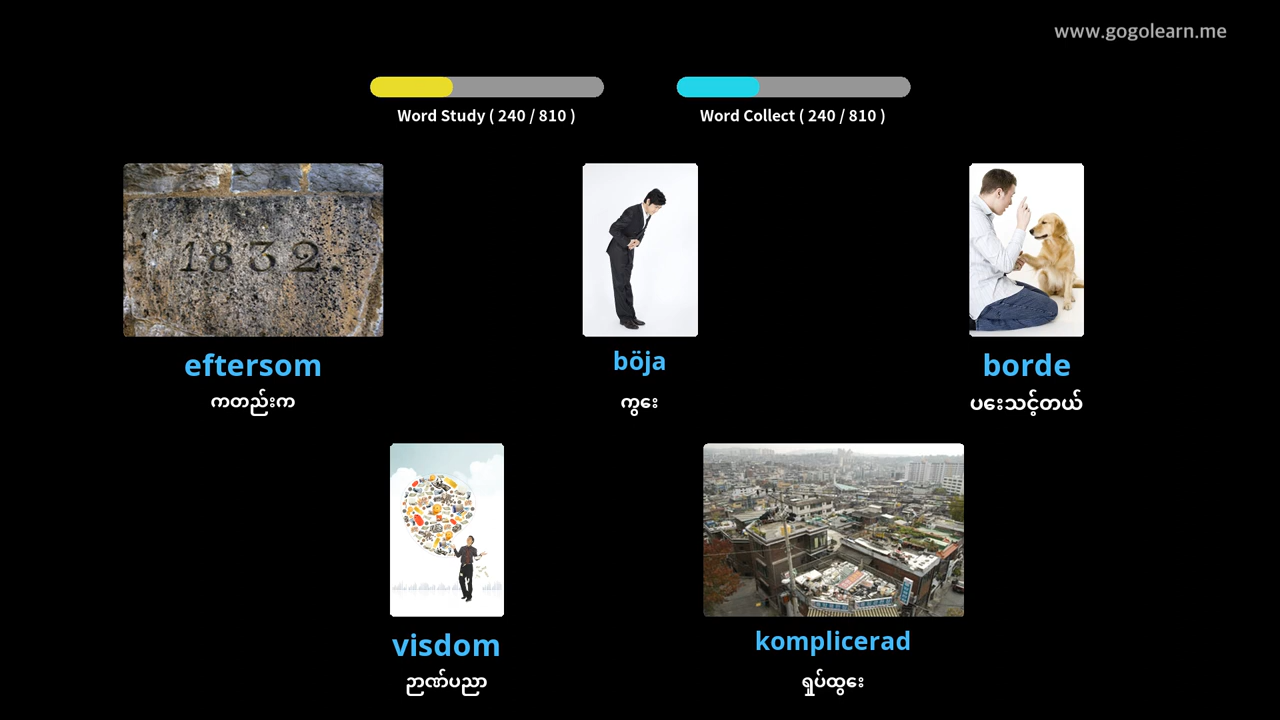 www.gogolearn.me
Word Study ( 240 / 810 )
Word Collect ( 240 / 810 )
1832.
eftersom
ကတည်းက
böja
ကွေး
borde
ပေးသင့်တယ်
visdom
ဉာဏ်ပညာ
komplicerad
ရှုပ်ထွေး